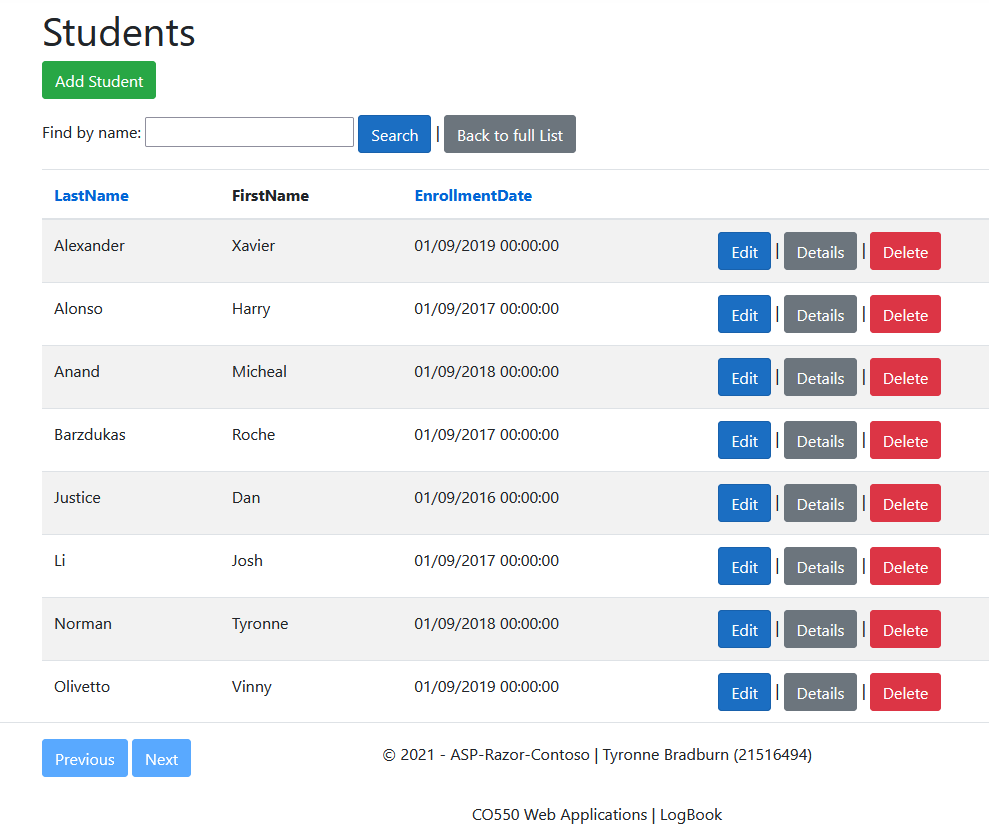 Students
Add Student
Find by name: Search | Back to full List
LastName FirstName EnrollmentDate
Alexander Xavier 01/09/2019 00:00:00 Edit | Details | Delete
Alonso Harry 01/09/2017 00:00:00 Edit | Details | Delete
Anand Micheal 01/09/2018 00:00:00 Edit | Details | Delete
Barzdukas Roche 01/09/2017 00:00:00 Edit | Details | Delete
Justice Dan 01/09/2016 00:00:00 Edit | Details | Delete
Li Josh 01/09/2017 00:00:00 Edit | Details | Delete
Norman Tyronne 01/09/2018 00:00:00 Edit | Details | Delete
Olivetto Vinny 01/09/2019 00:00:00 Edit | Details | Delete
Previous Next © 2021 - ASP-Razor-Contoso | Tyronne Bradburn (21516494)
CO550 Web Applications | LogBook